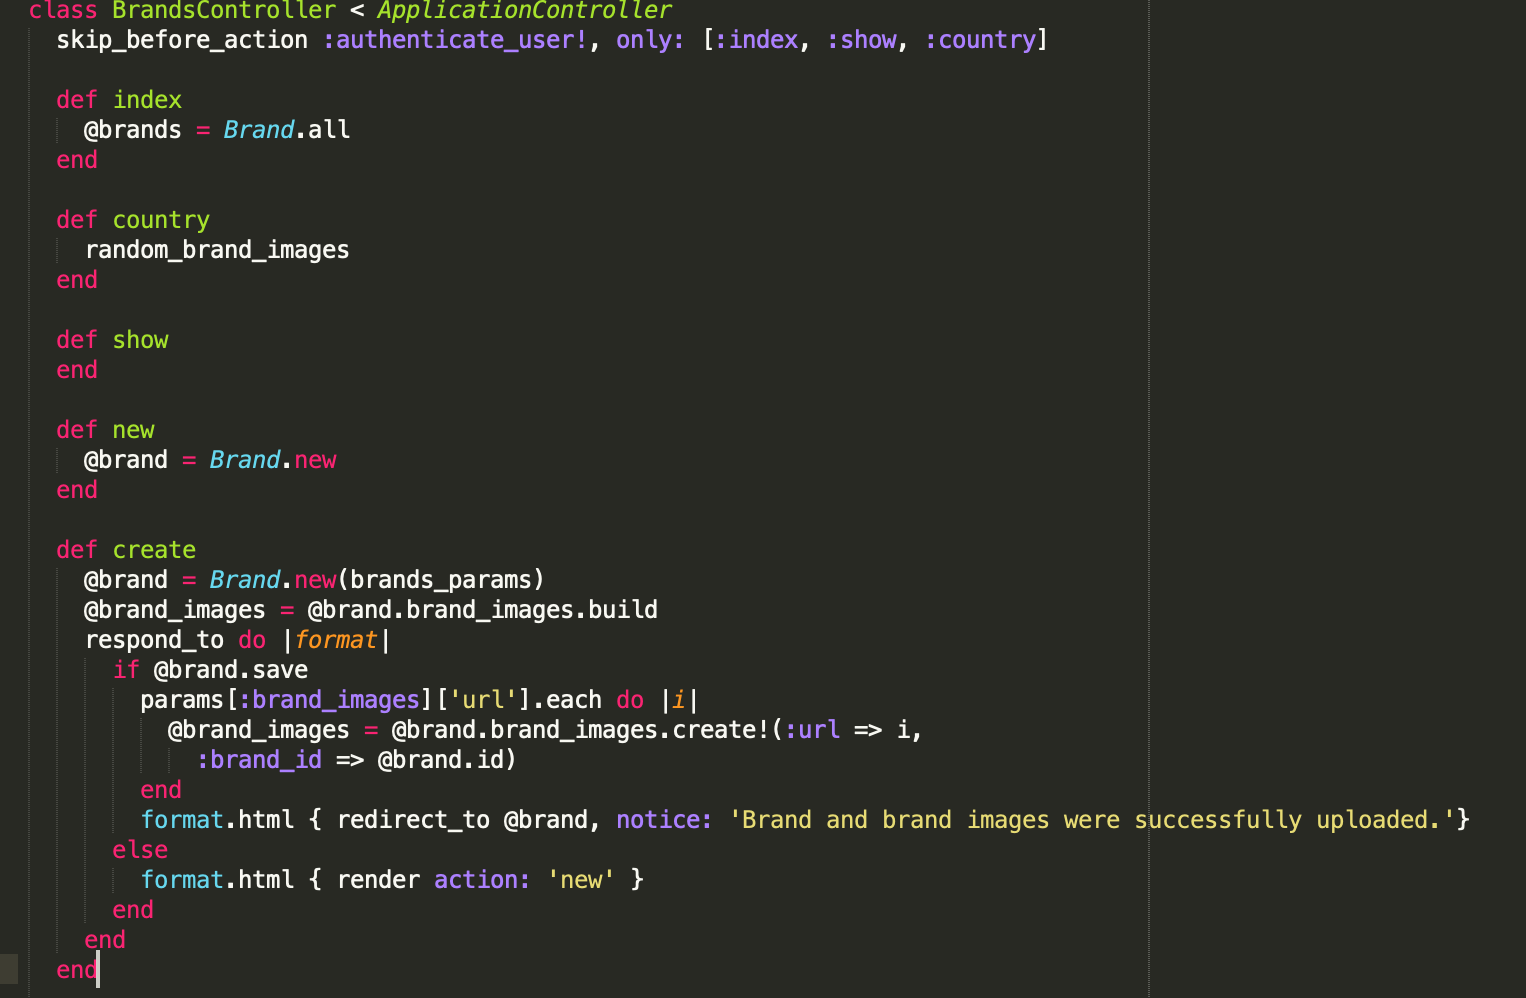 class BrandsController < ApplicationController
  skip_before_action :authenticate_user!, only: [:index, :show, :country]

  def index
    @brands = Brand.all
  end

  def country
    random_brand_images
  end

  def show
  end

  def new
    @brand = Brand.new
  end

  def create
    @brand = Brand.new(brands_params)
    @brand_images = @brand.brand_images.build
    respond_to do |format|
      if @brand.save
        params[:brand_images]['url'].each do |i|
          @brand_images = @brand.brand_images.create!(:url => i,
            :brand_id => @brand.id)
        end
        format.html { redirect_to @brand, notice: 'Brand and brand images were successfully uploaded.'}
      else
        format.html { render action: 'new' }
      end
    end
  end